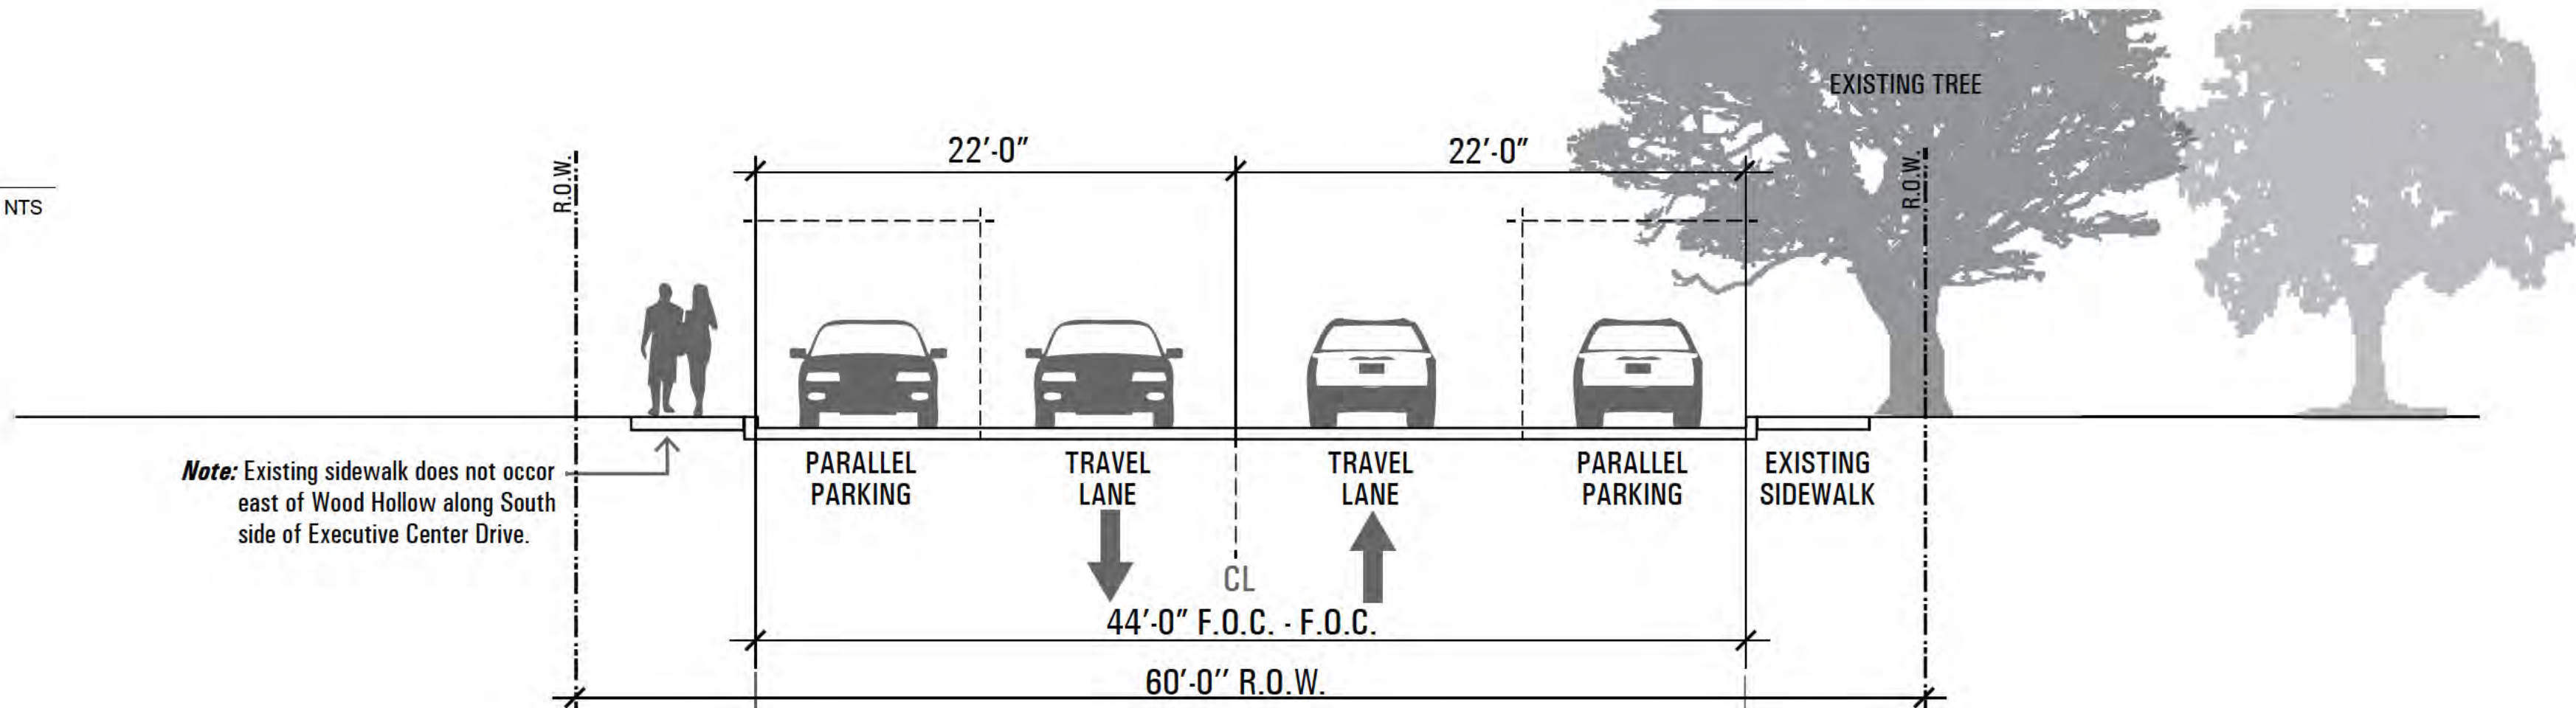 EXISTING TREE
22'-0"
22'-0"
R.O.W.
R.O.W.
NTS
Note: Existing sidewalk does not occor
east of Wood Hollow along South
side of Executive Center Drive.
PARALLEL
PARKING
TRAVEL
LANE
TRAVEL
LANE
PARALLEL
PARKING
EXISTING
SIDEWALK
CL
44'-0" F.O.C. - F.O.C.
60'-0'' R.O.W.